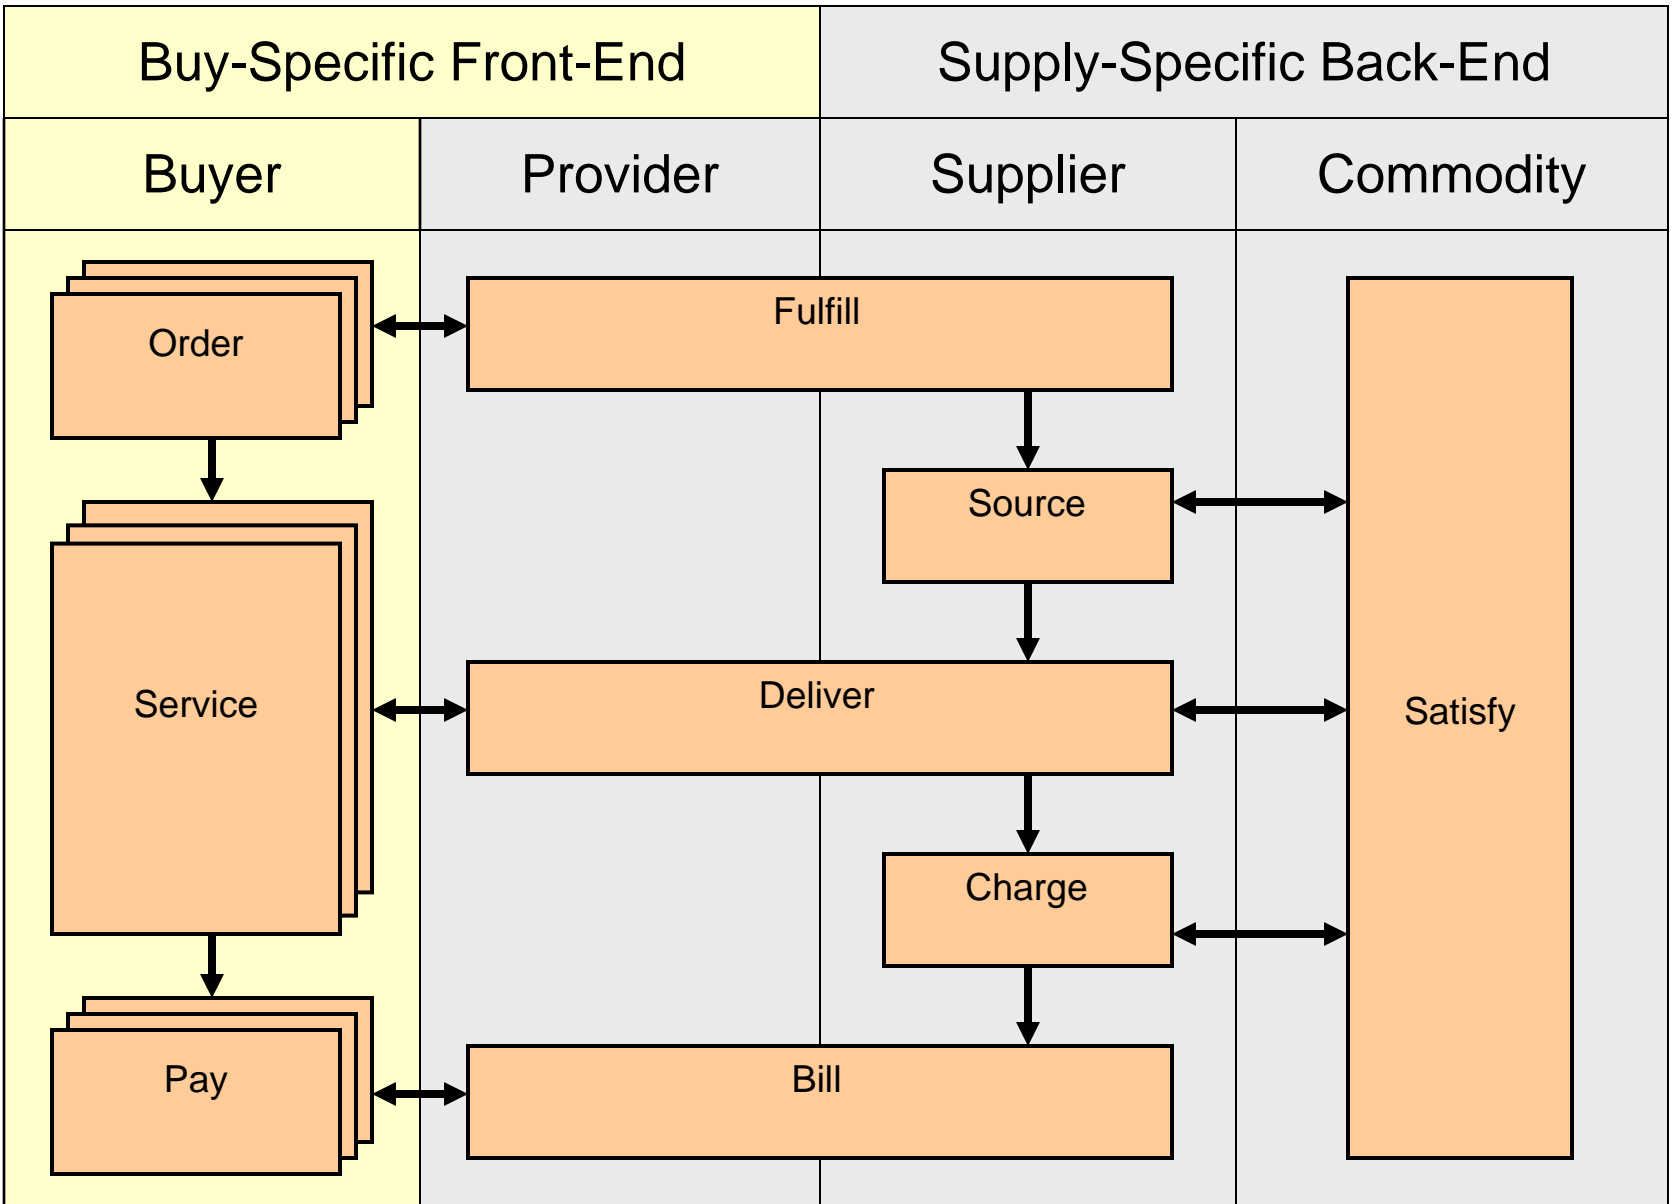 Buy-Specific Front-End
Supply-Specific Back-End
Buyer
Provider
Supplier
Commodity
Order
Fulfill
Source
Service
Deliver
Satisfy
Charge
Pay
Bill